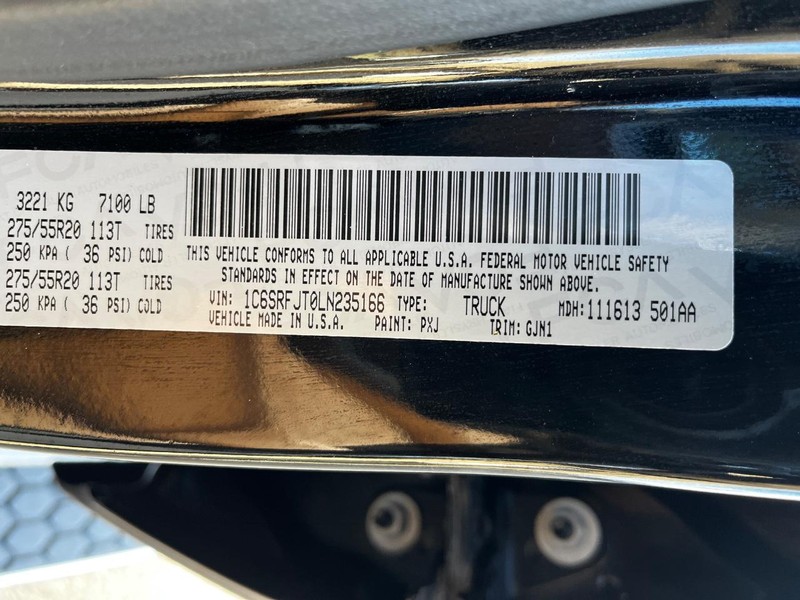 3221 KG 7100 LB
275/55R20 113T TIRES
250 KPA ( 36 PSI) COLD
275/55R20 113T TIRES
250 KPA ( 36 PSI) COLD
THIS VEHICLE CONFORMS TO ALL APPLICABLE U.S.A. FEDERAL MOTOR VEHICLE SAFETY
STANDARDS IN EFFECT ON THE DATE OF MANUFACTURE SHOWN ABOVE.
VIN: 1C6SRFJT0LN235166 TYPE: TRUCK MDH:111613 501AA
VEHICLE MADE IN U.S.A. PAINT: PXJ TRIM: GJN1